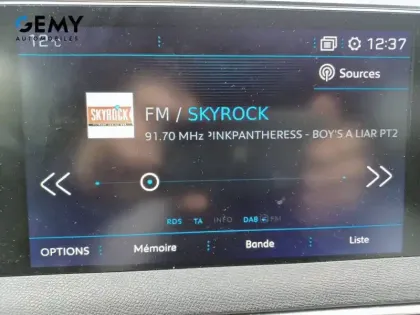 GEMY
AUTOMOBILES
12°C
12:37
Sources
SKYROCK
FM / SKYROCK
91.70 MHz PINKPANTHERESS - BOY'S A LIAR PT2
RDS TA INFO DAB FM
OPTIONS Mémoire Bande Liste